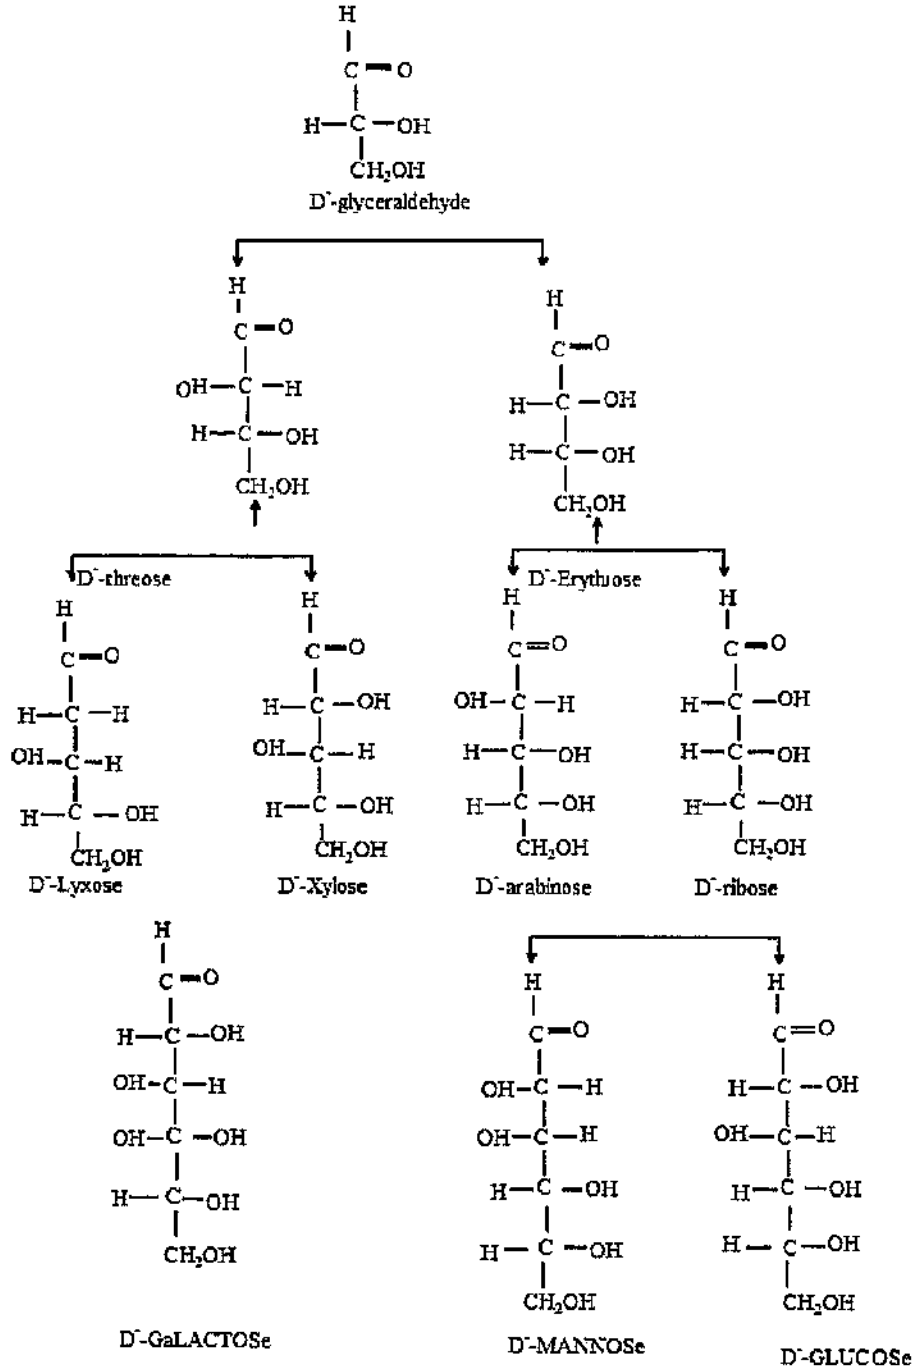 H
C=O
H—C—OH
CH₂OH
D⁻-glyceraldehyde
H
C—O
OH—C—H
H—C—OH
CH₂OH
D⁻-threose
H
C—O
H—C—OH
H—C—OH
CH₂OH
D⁻-Erythuose
H
C—O
H—C—H
OH—C—H
H—C—OH
CH₂OH
D⁻-Lyxose
H
C—O
H—C—OH
OH—C—H
H—C—OH
CH₂OH
D⁻-Xylose
H
C=O
OH—C—H
H—C—OH
H—C—OH
CH₂OH
D⁻-arabinose
H
C—O
H—C—OH
H—C—OH
H—C—OH
CH₂OH
D⁻-ribose
H
C—O
H—C—OH
OH—C—H
OH—C—OH
H—C—OH
CH₂OH
D⁻-GaLACTOSe
H
C—O
OH—C—H
OH—C—H
H—C—OH
H—C—OH
CH₂OH
D⁻-MANNOSe
H
C=O
H—C—OH
OH—C—H
H—C—OH
H—C—OH
CH₂OH
D⁻-GLUCOSe